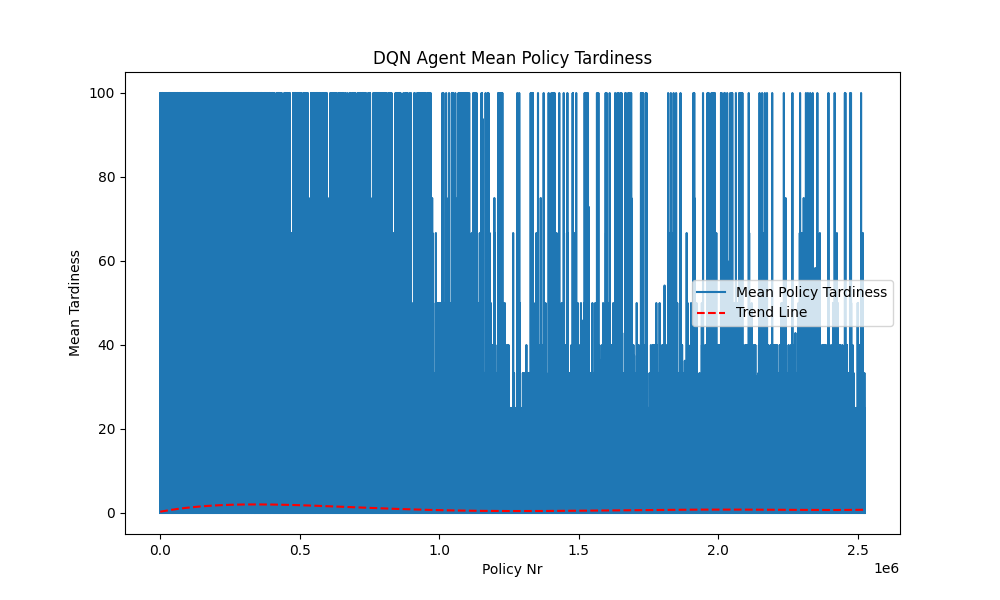 DQN Agent Mean Policy Tardiness
100
80
60
40
20
0
Mean Tardiness
Mean Policy Tardiness
Trend Line
0.0 0.5 1.0 1.5 2.0 2.5
1e6
Policy Nr